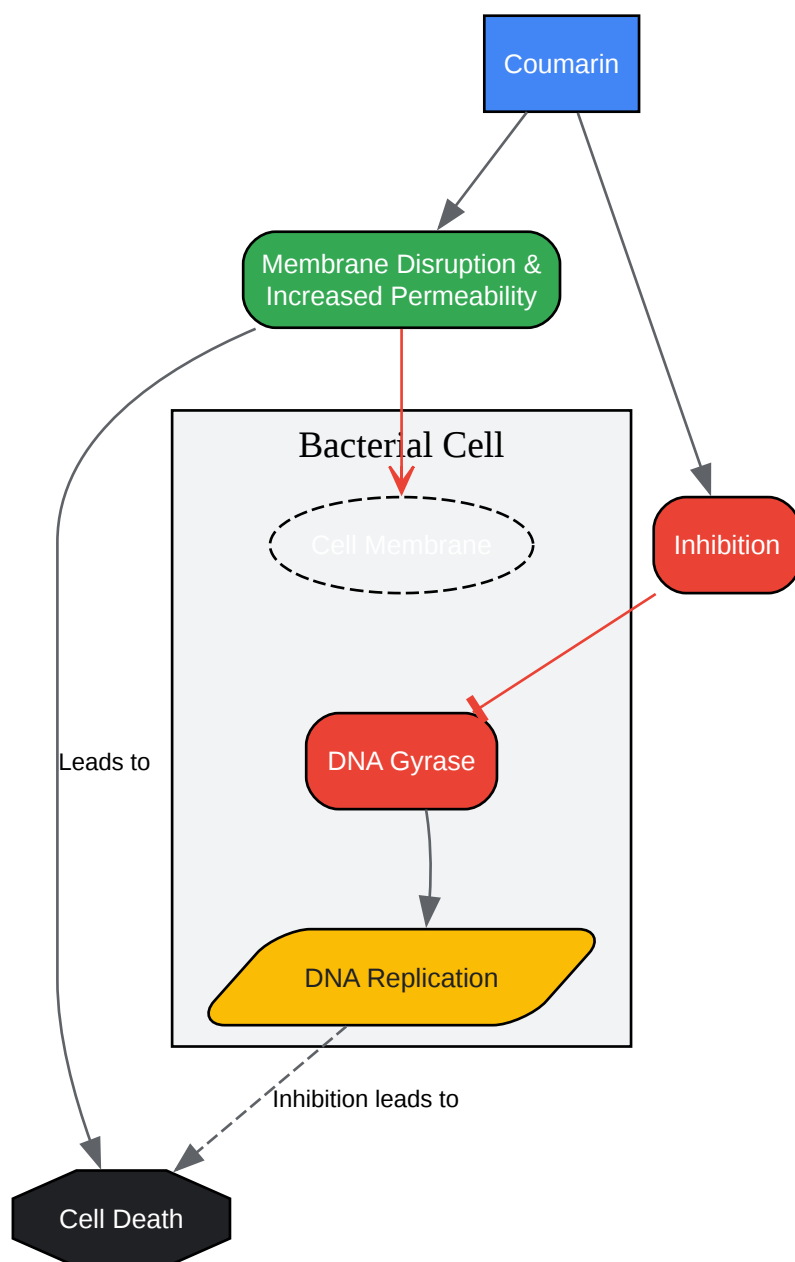 Coumarin
Membrane Disruption &
Increased Permeability
Bacterial Cell
Cell Membrane
Inhibition
DNA Gyrase
Leads to
DNA Replication
Inhibition leads to
Cell Death